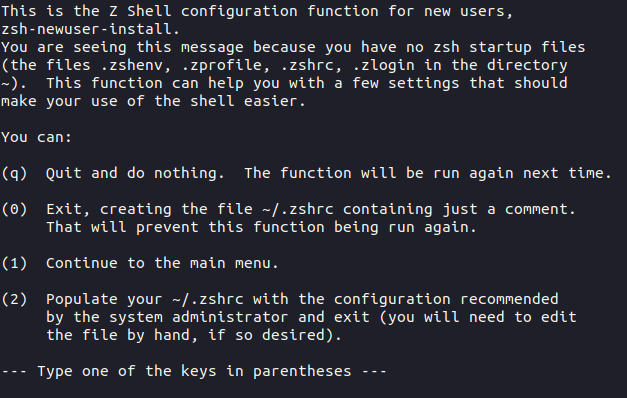 This is the Z Shell configuration function for new users,
zsh-newuser-install.
You are seeing this message because you have no zsh startup files
(the files .zshenv, .zprofile, .zshrc, .zlogin in the directory
~).  This function can help you with a few settings that should
make your use of the shell easier.

You can:

(q)  Quit and do nothing.  The function will be run again next time.

(0)  Exit, creating the file ~/.zshrc containing just a comment.
     That will prevent this function being run again.

(1)  Continue to the main menu.

(2)  Populate your ~/.zshrc with the configuration recommended
     by the system administrator and exit (you will need to edit
     the file by hand, if so desired).

--- Type one of the keys in parentheses ---